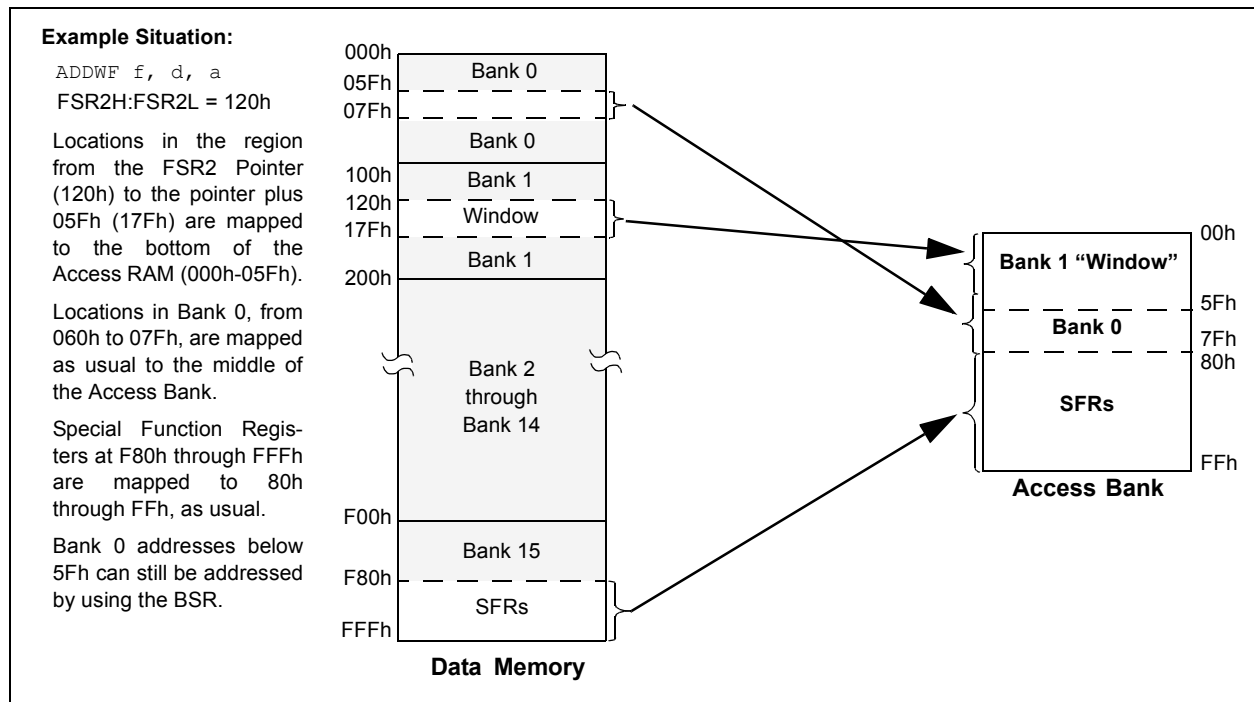 Example Situation:
ADDWF f, d, a
FSR2H:FSR2L = 120h
Locations in the region
from the FSR2 Pointer
(120h) to the pointer plus
05Fh (17Fh) are mapped
to the bottom of the
Access RAM (000h-05Fh).
Locations in Bank 0, from
060h to 07Fh, are mapped
as usual to the middle of
the Access Bank.
Special Function Regis-
ters at F80h through FFFh
are mapped to 80h
through FFh, as usual.
Bank 0 addresses below
5Fh can still be addressed
by using the BSR.
000h
Bank 0
05Fh
07Fh
Bank 0
100h
Bank 1
120h
Window
17Fh
Bank 1
200h
Bank 2
through
Bank 14
F00h
Bank 15
F80h
SFRs
FFFh
Data Memory
00h
Bank 1 “Window”
5Fh
Bank 0
7Fh
80h
SFRs
FFh
Access Bank